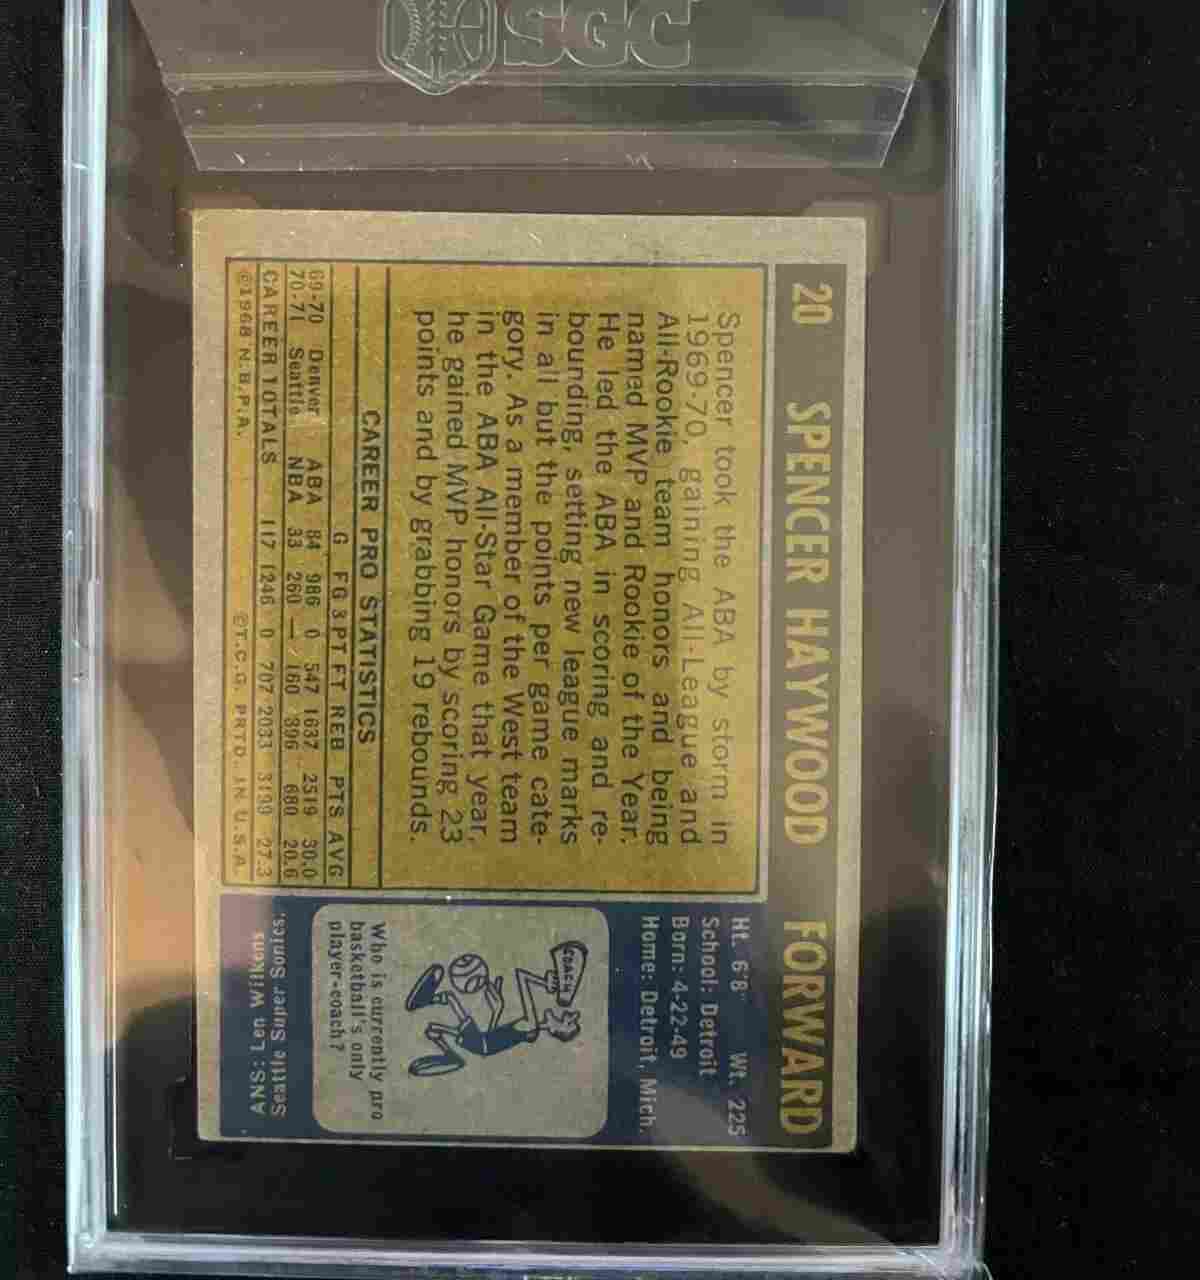 SGC
20 SPENCER HAYWOOD FORWARD
Spencer took the ABA by storm in
1969-70, gaining All-League and
All-Rookie team honors and being
named MVP and Rookie of the Year.
He led the ABA in scoring and re-
bounding, setting new league marks
in all but the points per game cate-
gory. As a member of the West team
in the ABA All-Star Game that year,
he gained MVP honors by scoring 23
points and by grabbing 19 rebounds.
CAREER PRO STATISTICS
G FG 3PT FT REB PTS AVG
69-70 Denver ABA 84 986 0 547 1637 2519 30.0
70-71 Seattle NBA 33 260 — 160 396 680 20.6
CAREER TOTALS 117 1246 0 707 2033 3199 27.3
©1968 N.B.P.A. ©T.C.G. PRTD. IN U.S.A.
Ht. 6'8" Wt. 225
School: Detroit
Born: 4-22-49
Home: Detroit, Mich.
COACH
Who is currently pro
basketball's only
player-coach?
ANS: Len Wilkens
Seattle Super Sonics.